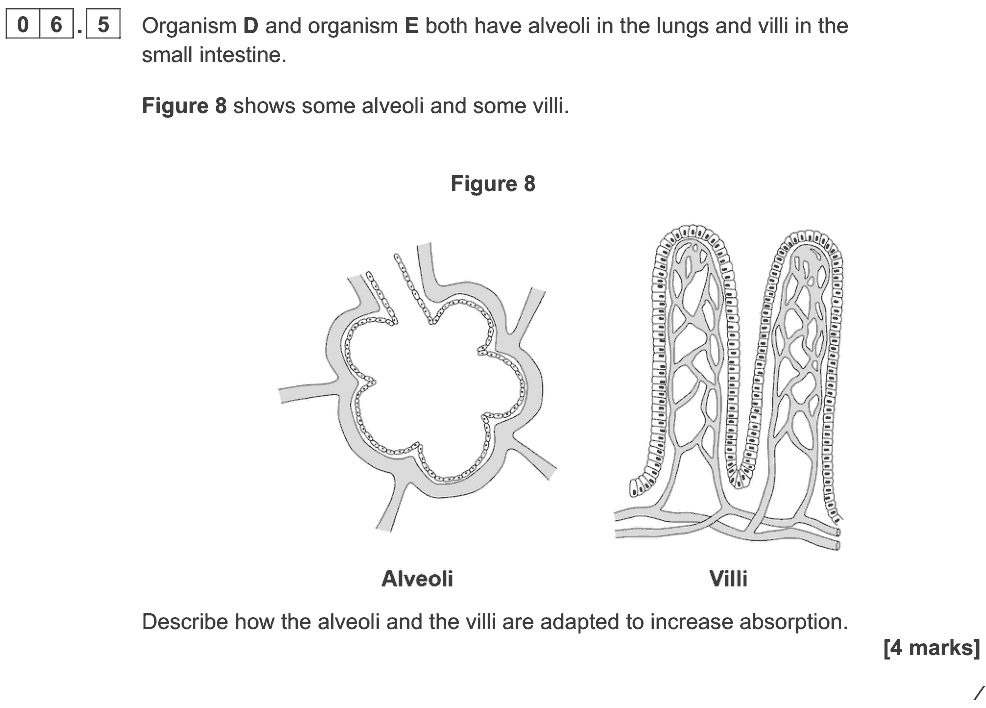 0 6 . 5 Organism D and organism E both have alveoli in the lungs and villi in the
small intestine.
Figure 8 shows some alveoli and some villi.
Figure 8
Alveoli Villi
Describe how the alveoli and the villi are adapted to increase absorption.
[4 marks]